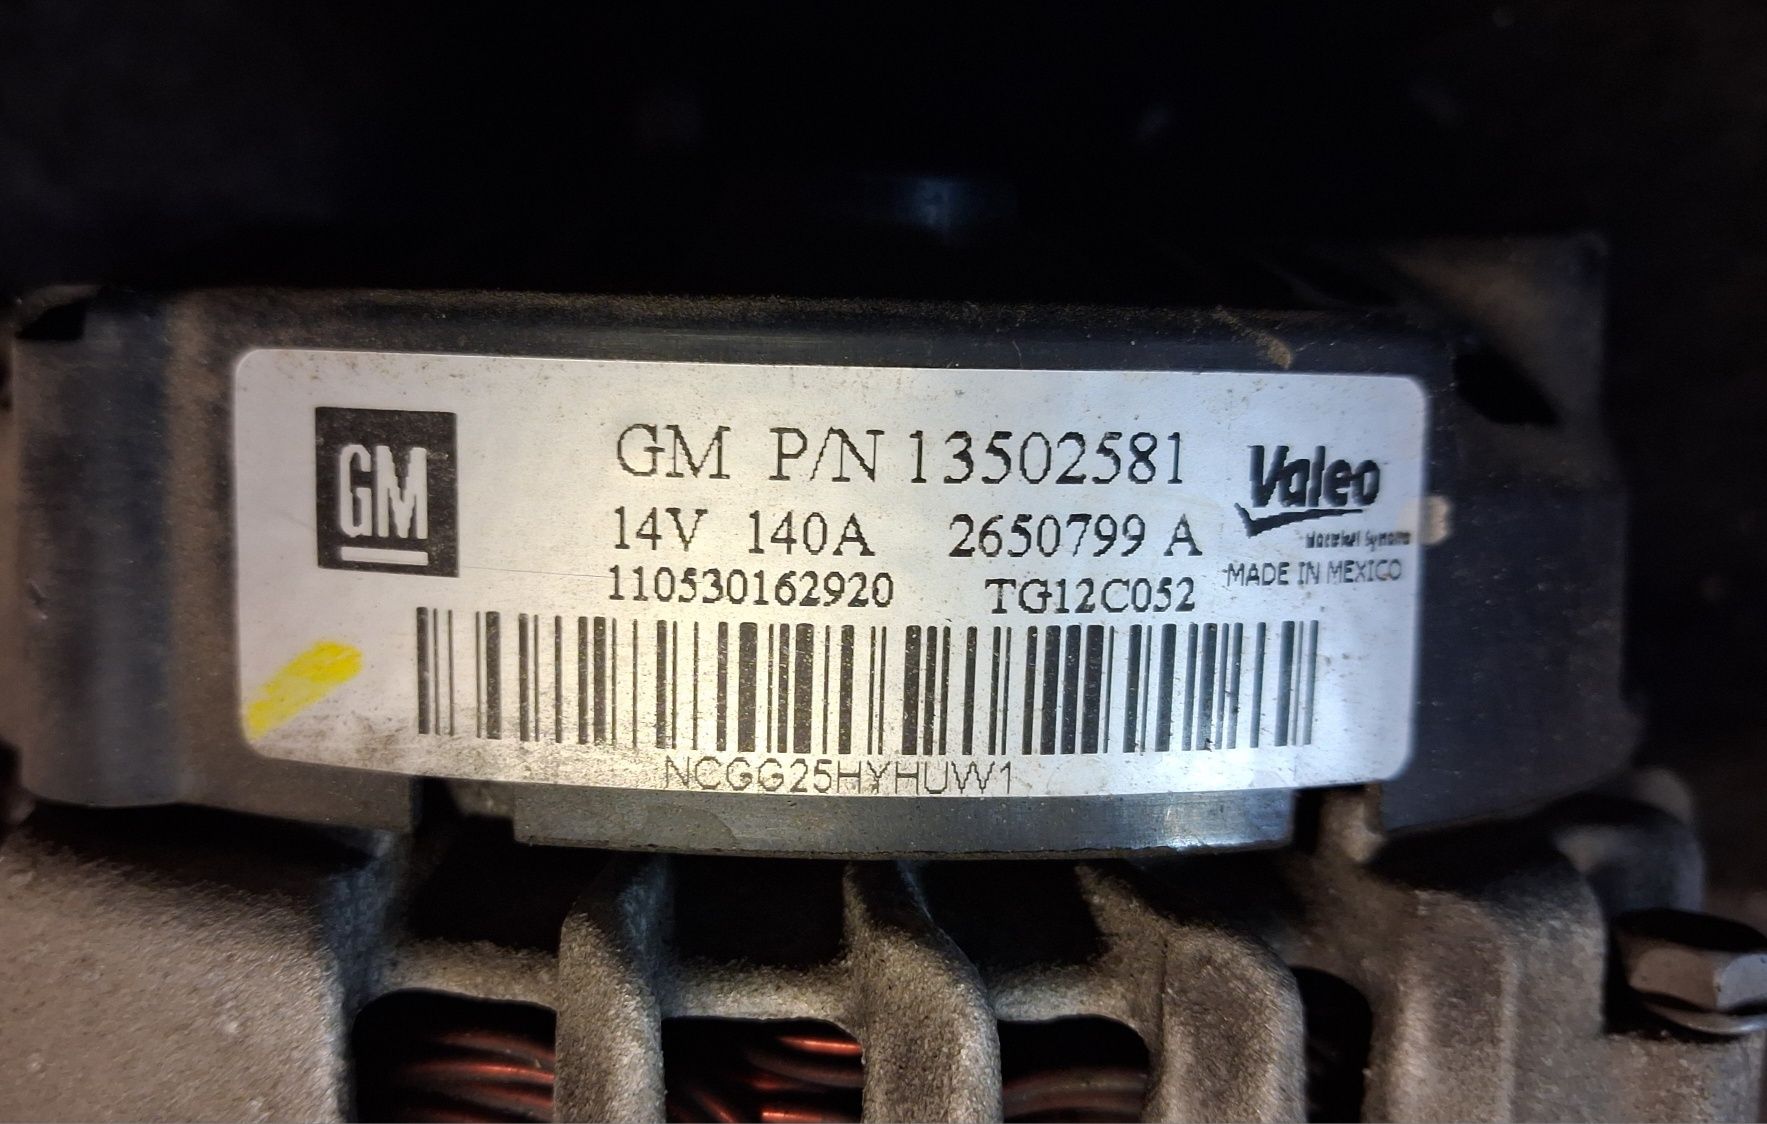 GM
GM P/N 13502581
Valeo
14V 140A 2650799 A
110530162920 TG12C052
MADE IN MEXICO
NCGG25HYHUW1